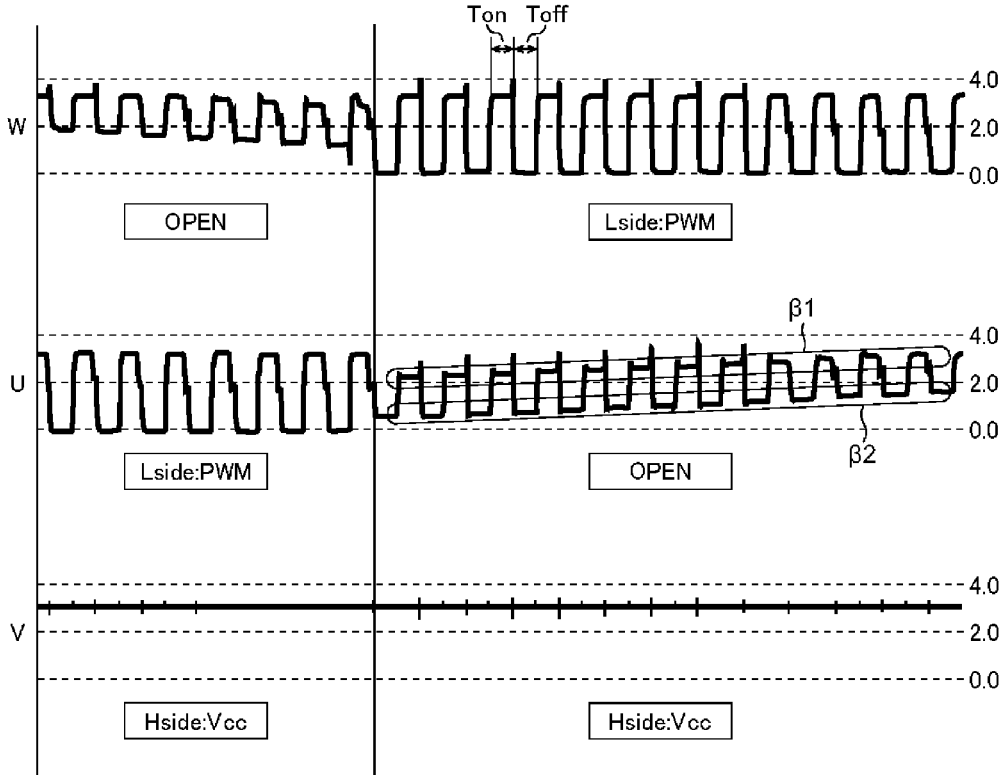 Ton Toff
4.0
W 2.0
0.0
OPEN Lside:PWM
β1
4.0
U 2.0
0.0
β2
Lside:PWM OPEN
4.0
V 2.0
0.0
Hside:Vcc Hside:Vcc